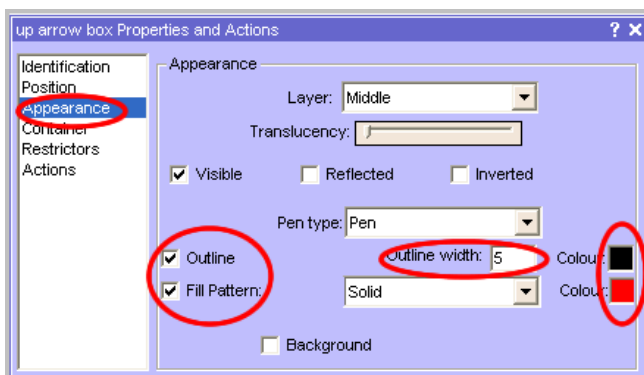 up arrow box Properties and Actions
Identification
Position
Appearance
Container
Restrictors
Actions
Appearance
Layer: Middle
Translucency:
Visible Reflected Inverted
Pen type: Pen
Outline Outline width: 5 Colour:
Fill Pattern: Solid Colour:
Background